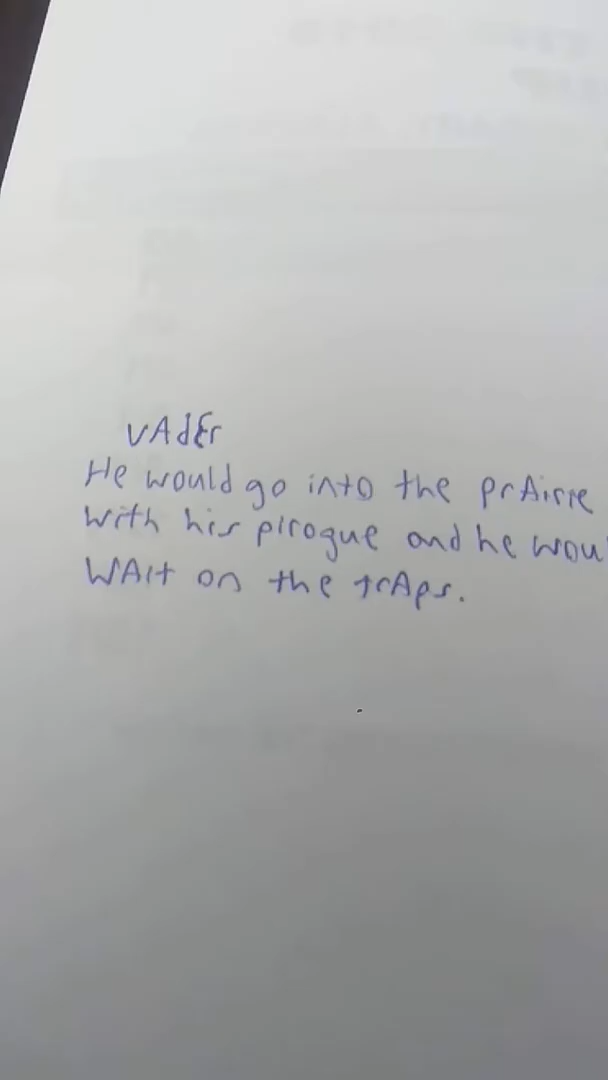 VAdEr
He would go into the prAirie
with his pirogue and he wou
WAit on the trAps.